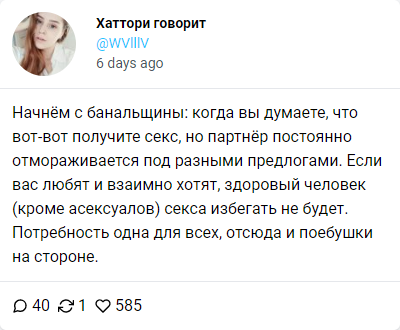 Хаттори говорит
@WVlllV
6 days ago
Начнём с банальщины: когда вы думаете, что
вот-вот получите секс, но партнёр постоянно
отмораживается под разными предлогами. Если
вас любят и взаимно хотят, здоровый человек
(кроме асексуалов) секса избегать не будет.
Потребность одна для всех, отсюда и поебушки
на стороне.
40 1 585